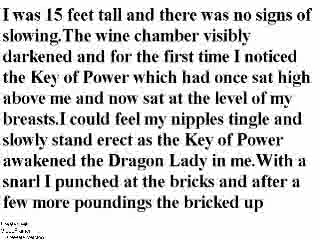 I was 15 feet tall and there was no signs of
slowing.The wine chamber visibly
darkened and for the first time I noticed
the Key of Power which had once sat high
above me and now sat at the level of my
breasts.I could feel my nipples tingle and
slowly stand erect as the Key of Power
awakened the Dragon Lady in me.With a
snarl I punched at the bricks and after a
few more poundings the bricked up